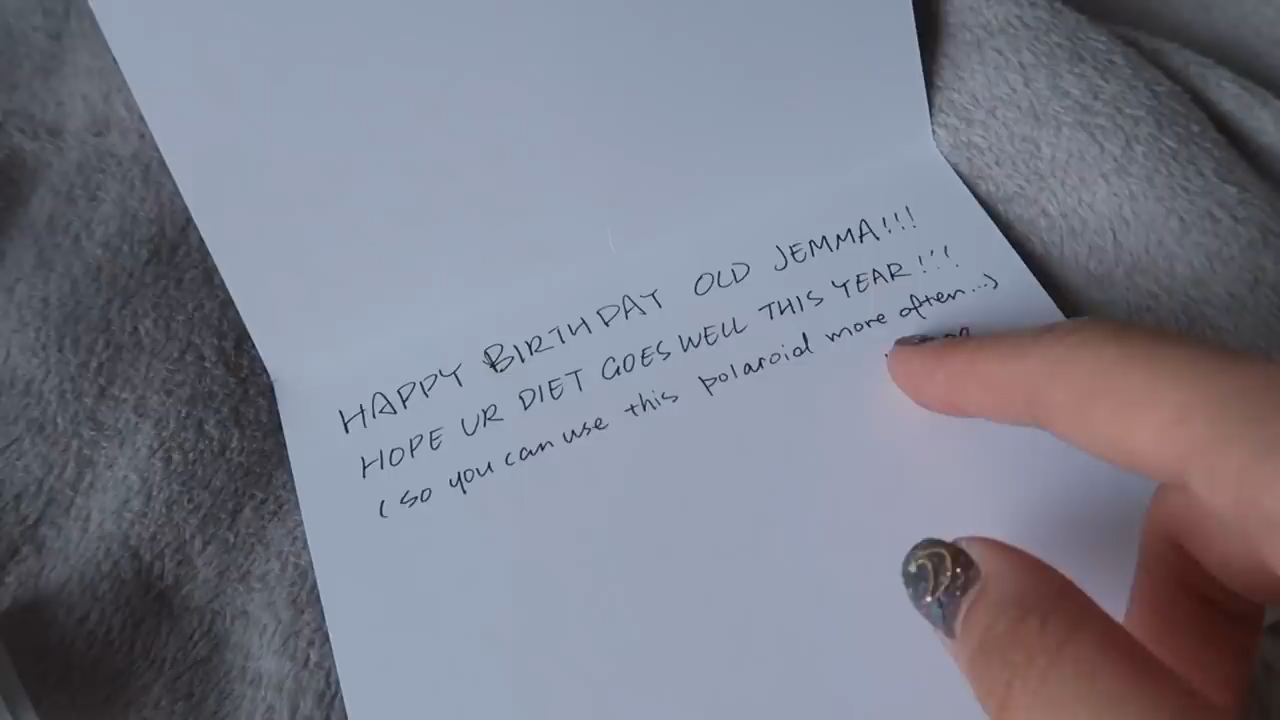 HAPPY BIRTHDAY OLD JEMMA!!!
HOPE UR DIET GOES WELL THIS YEAR!!!
(so you can use this polaroid more often...)